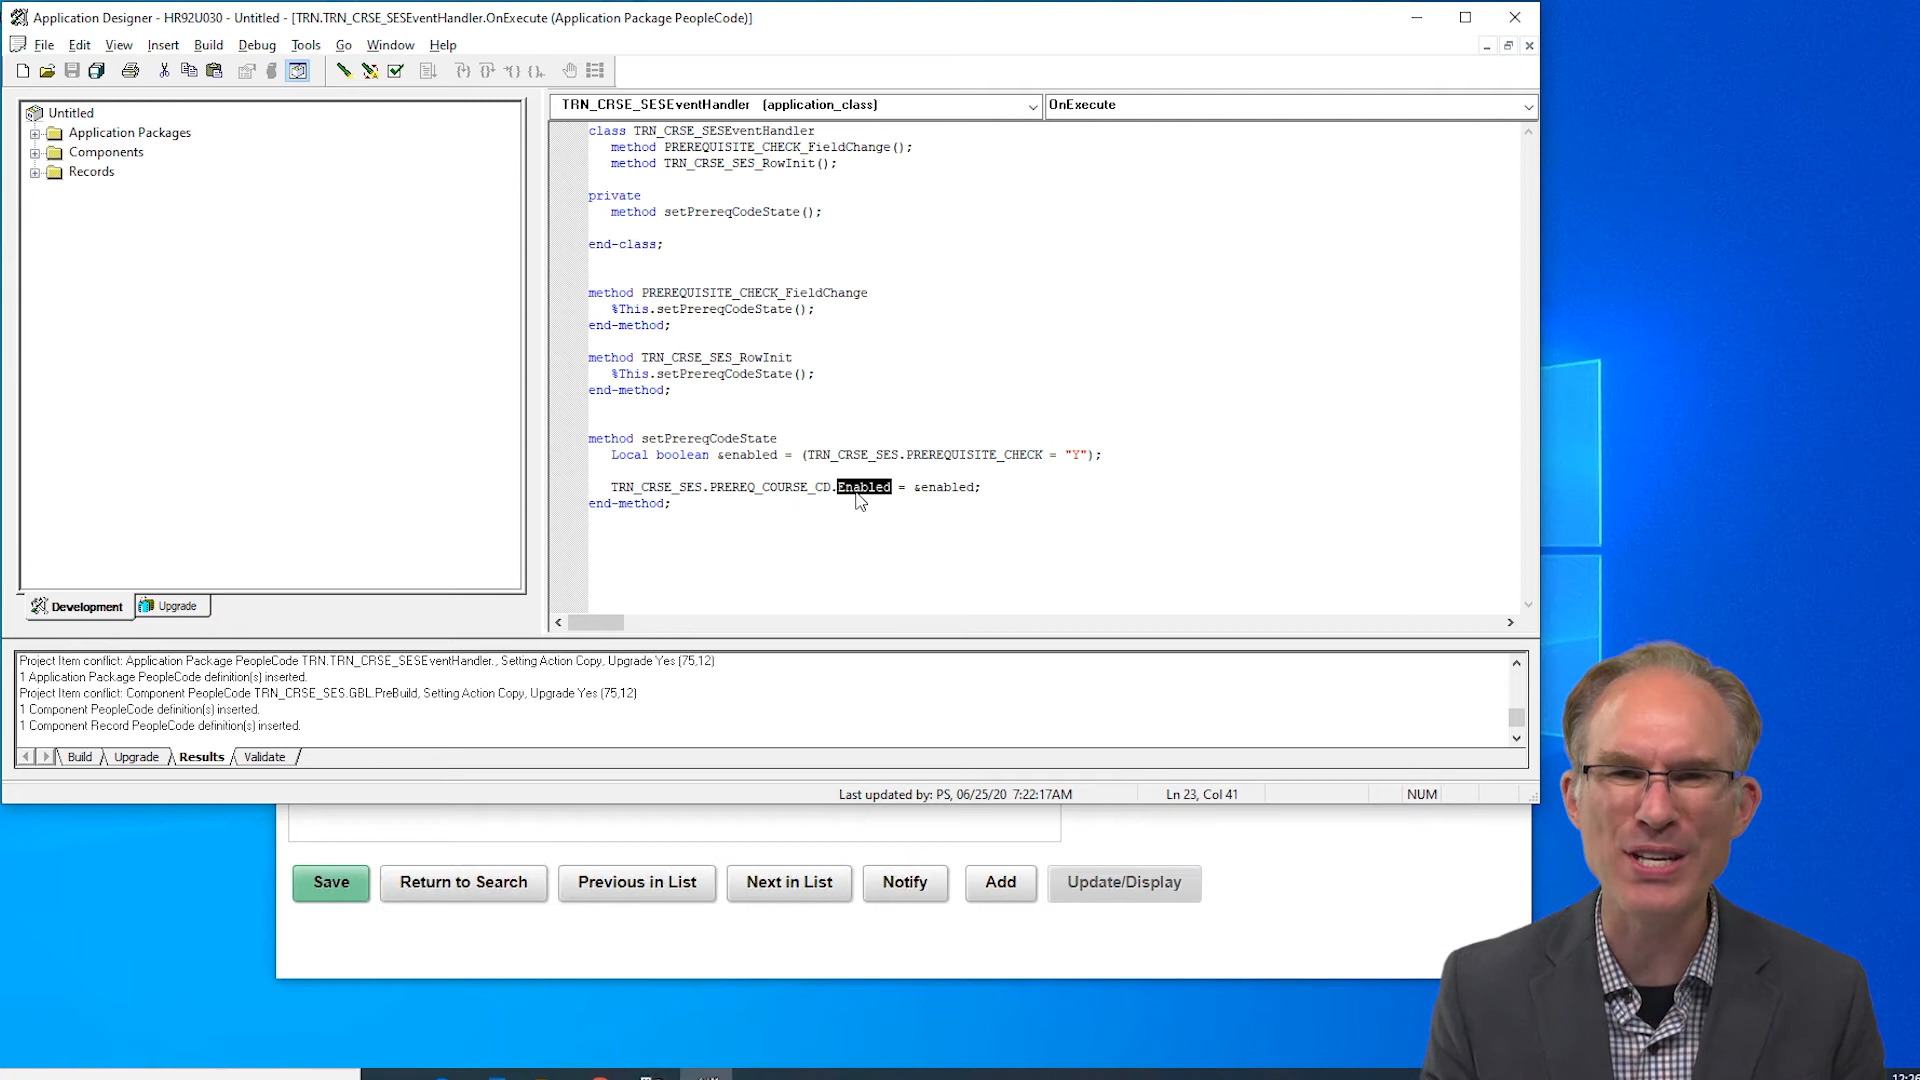 Application Designer - HR92U030 - Untitled - [TRN.TRN_CRSE_SESEventHandler.OnExecute (Application Package PeopleCode)]
File Edit View Insert Build Debug Tools Go Window Help
Untitled
Application Packages
Components
Records
Development
Upgrade
TRN_CRSE_SESEventHandler (application_class)
OnExecute
class TRN_CRSE_SESEventHandler
method PREREQUISITE_CHECK_FieldChange();
method TRN_CRSE_SES_RowInit();
private
method setPrereqCodeState();
end-class;
method PREREQUISITE_CHECK_FieldChange
%This.setPrereqCodeState();
end-method;
method TRN_CRSE_SES_RowInit
%This.setPrereqCodeState();
end-method;
method setPrereqCodeState
Local boolean &enabled = (TRN_CRSE_SES.PREREQUISITE_CHECK = "Y");
TRN_CRSE_SES.PREREQ_COURSE_CD.Enabled = &enabled;
end-method;
Project Item conflict: Application Package PeopleCode TRN.TRN_CRSE_SESEventHandler., Setting Action Copy, Upgrade Yes (75,12)
1 Application Package PeopleCode definition(s) inserted.
Project Item conflict: Component PeopleCode TRN_CRSE_SES.GBL.PreBuild, Setting Action Copy, Upgrade Yes (75,12)
1 Component PeopleCode definition(s) inserted.
1 Component Record PeopleCode definition(s) inserted.
Build Upgrade Results Validate
Last updated by: PS, 06/25/20 7:22:17AM
Ln 23, Col 41
NUM
Save
Return to Search
Previous in List
Next in List
Notify
Add
Update/Display